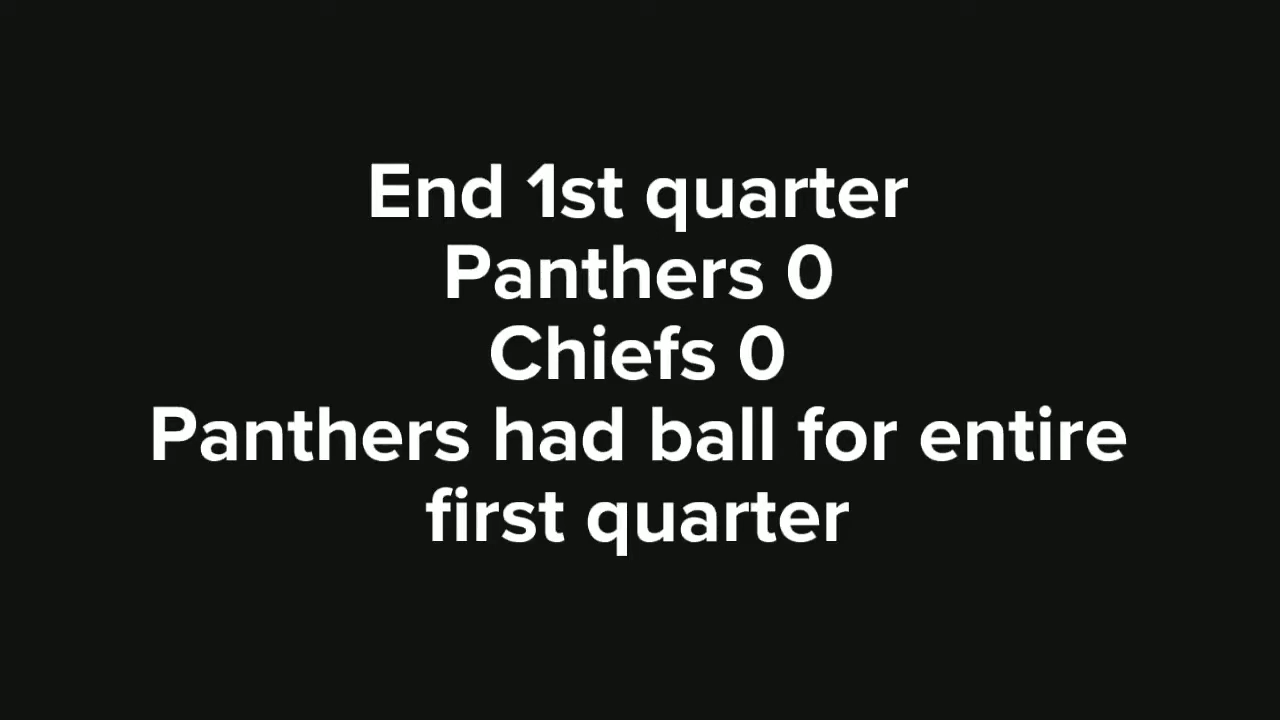 End 1st quarter
Panthers 0
Chiefs 0
Panthers had ball for entire
first quarter